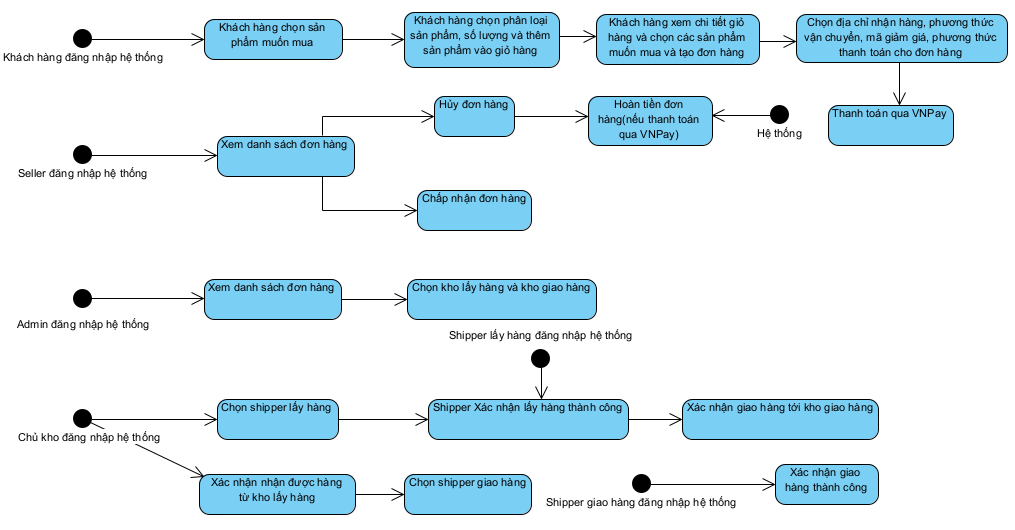 Khách hàng đăng nhập hệ thống
Khách hàng chọn sản
phẩm muốn mua
Khách hàng chọn phân loại
sản phẩm, số lượng và thêm
sản phẩm vào giỏ hàng
Khách hàng xem chi tiết giỏ
hàng và chọn các sản phẩm
muốn mua và tạo đơn hàng
Chọn địa chỉ nhận hàng, phương thức
vận chuyển, mã giảm giá, phương thức
thanh toán cho đơn hàng
Thanh toán qua VNPay
Seller đăng nhập hệ thống
Xem danh sách đơn hàng
Hủy đơn hàng
Hoàn tiền đơn
hàng(nếu thanh toán
qua VNPay)
Hệ thống
Chấp nhận đơn hàng
Admin đăng nhập hệ thống
Xem danh sách đơn hàng
Chọn kho lấy hàng và kho giao hàng
Shipper lấy hàng đăng nhập hệ thống
Chủ kho đăng nhập hệ thống
Chọn shipper lấy hàng
Shipper Xác nhận lấy hàng thành công
Xác nhận giao hàng tới kho giao hàng
Xác nhận nhận được hàng
từ kho lấy hàng
Chọn shipper giao hàng
Shipper giao hàng đăng nhập hệ thống
Xác nhận giao
hàng thành công